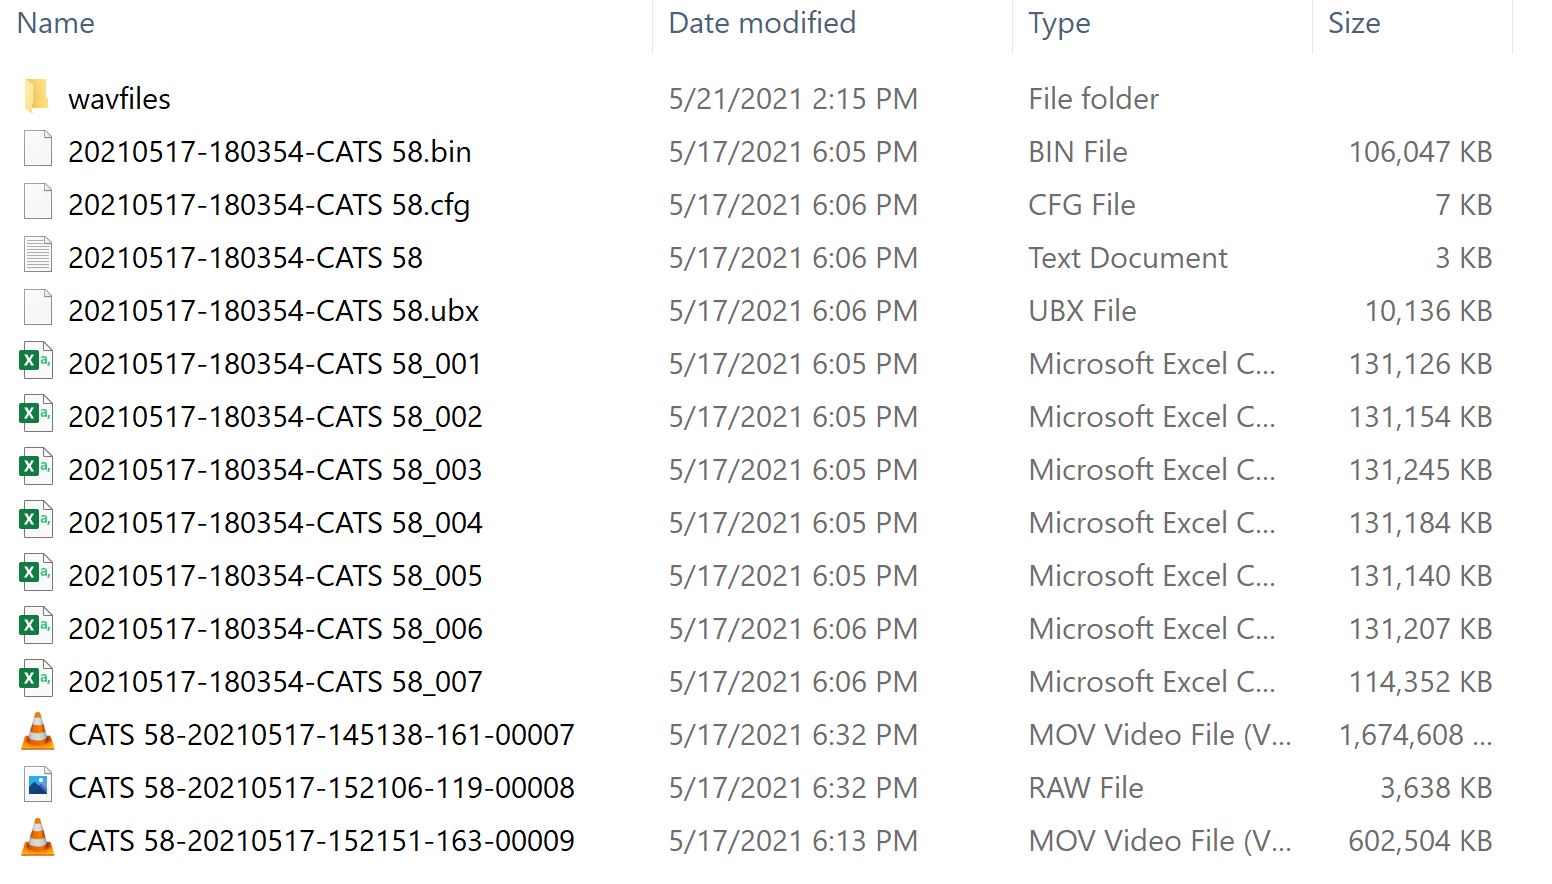 Name Date modified Type Size
wavfiles 5/21/2021 2:15 PM File folder
20210517-180354-CATS 58.bin 5/17/2021 6:05 PM BIN File 106,047 KB
20210517-180354-CATS 58.cfg 5/17/2021 6:06 PM CFG File 7 KB
20210517-180354-CATS 58 5/17/2021 6:06 PM Text Document 3 KB
20210517-180354-CATS 58.ubx 5/17/2021 6:06 PM UBX File 10,136 KB
20210517-180354-CATS 58_001 5/17/2021 6:05 PM Microsoft Excel C... 131,126 KB
20210517-180354-CATS 58_002 5/17/2021 6:05 PM Microsoft Excel C... 131,154 KB
20210517-180354-CATS 58_003 5/17/2021 6:05 PM Microsoft Excel C... 131,245 KB
20210517-180354-CATS 58_004 5/17/2021 6:05 PM Microsoft Excel C... 131,184 KB
20210517-180354-CATS 58_005 5/17/2021 6:05 PM Microsoft Excel C... 131,140 KB
20210517-180354-CATS 58_006 5/17/2021 6:06 PM Microsoft Excel C... 131,207 KB
20210517-180354-CATS 58_007 5/17/2021 6:06 PM Microsoft Excel C... 114,352 KB
CATS 58-20210517-145138-161-00007 5/17/2021 6:32 PM MOV Video File (V... 1,674,608 ...
CATS 58-20210517-152106-119-00008 5/17/2021 6:32 PM RAW File 3,638 KB
CATS 58-20210517-152151-163-00009 5/17/2021 6:13 PM MOV Video File (V... 602,504 KB